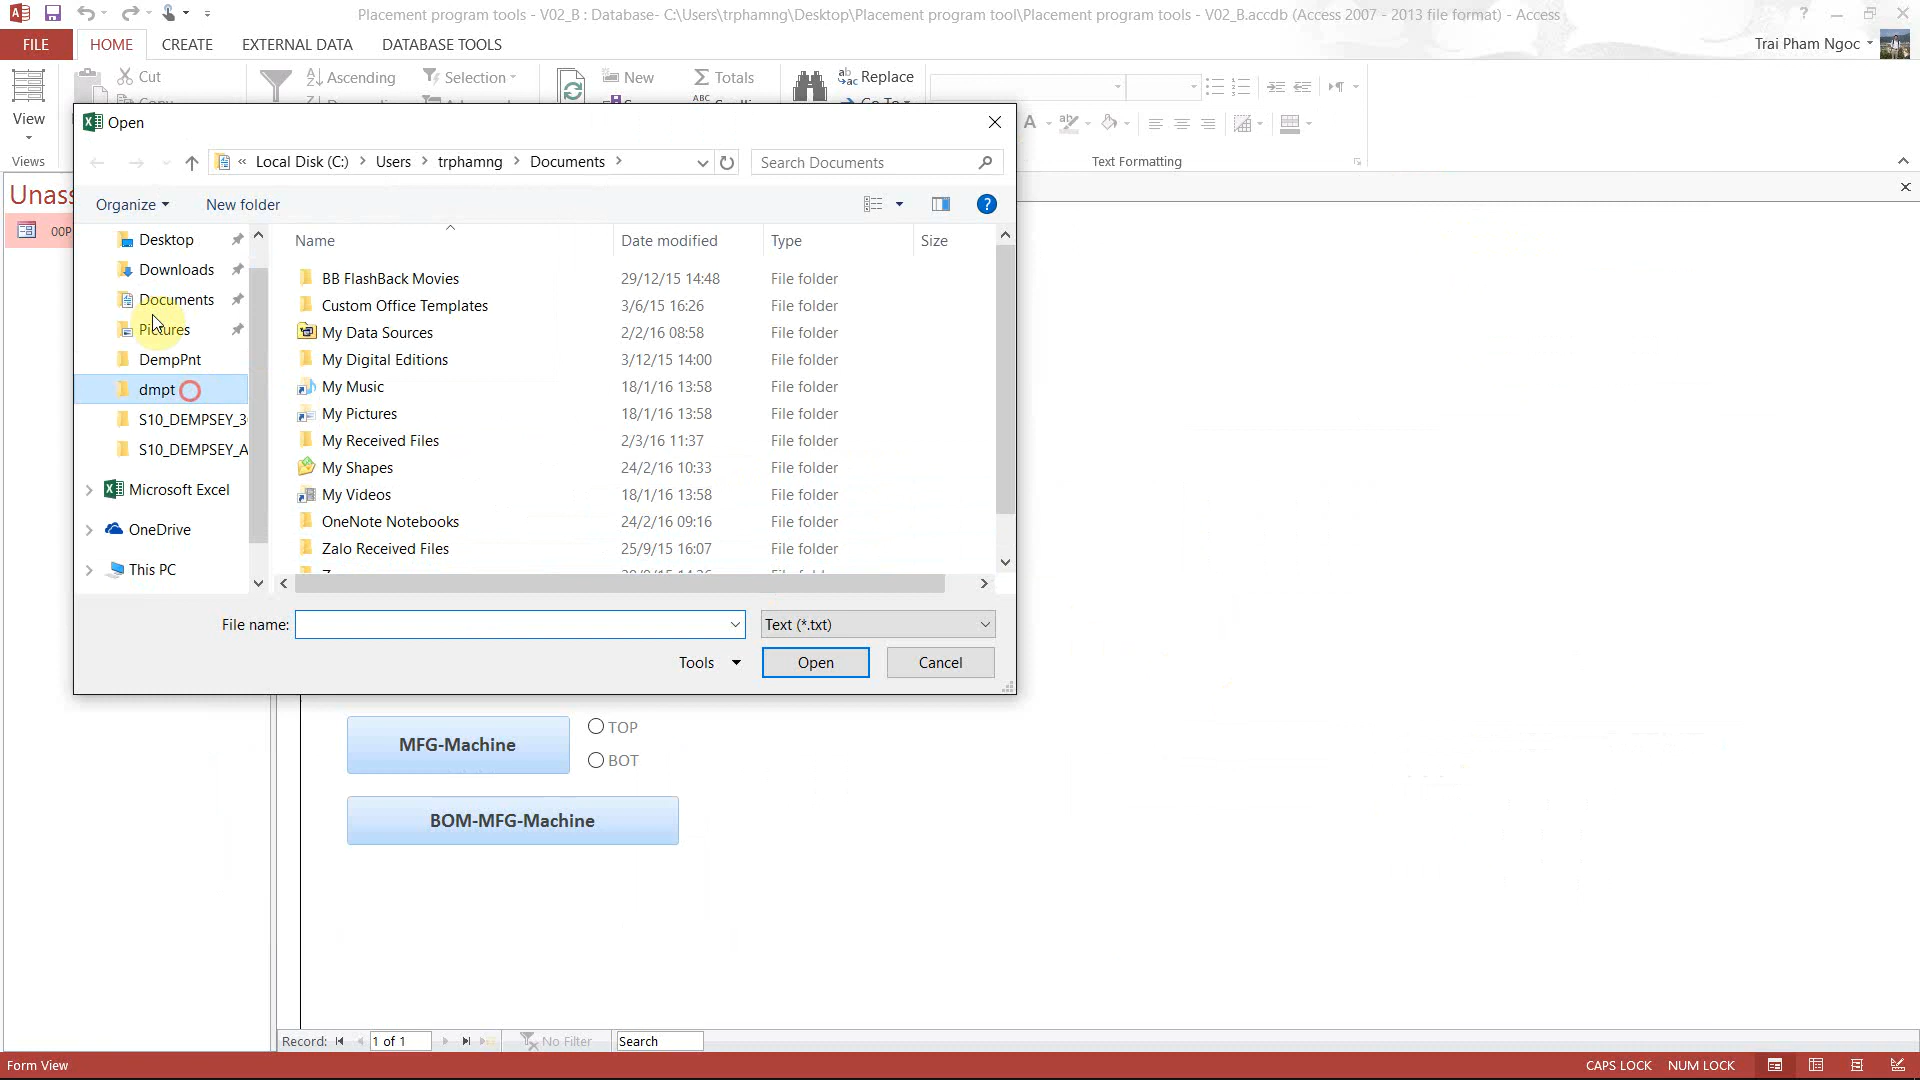 Placement program tools - V02_B : Database- C:\Users\trphamng\Desktop\Placement program tool\Placement program tools - V02_B.accdb (Access 2007 - 2013 file format) - Access
?
FILE HOME CREATE EXTERNAL DATA DATABASE TOOLS
Trai Pham Ngoc
Cut Ascending Selection New Totals Replace
View
Views Text Formatting
Open
« Local Disk (C:) > Users > trphamng > Documents >
Search Documents
Organize New folder ?
Unass
00P
Desktop
Downloads
Documents
Pictures
DempPnt
dmpt
S10_DEMPSEY_3
S10_DEMPSEY_A
Microsoft Excel
OneDrive
This PC
Name Date modified Type Size
BB FlashBack Movies 29/12/15 14:48 File folder
Custom Office Templates 3/6/15 16:26 File folder
My Data Sources 2/2/16 08:58 File folder
My Digital Editions 3/12/15 14:00 File folder
My Music 18/1/16 13:58 File folder
My Pictures 18/1/16 13:58 File folder
My Received Files 2/3/16 11:37 File folder
My Shapes 24/2/16 10:33 File folder
My Videos 18/1/16 13:58 File folder
OneNote Notebooks 24/2/16 09:16 File folder
Zalo Received Files 25/9/15 16:07 File folder
File name: Text (*.txt)
Tools Open Cancel
MFG-Machine
TOP
BOT
BOM-MFG-Machine
Record: 1 of 1 No Filter Search
Form View CAPS LOCK NUM LOCK